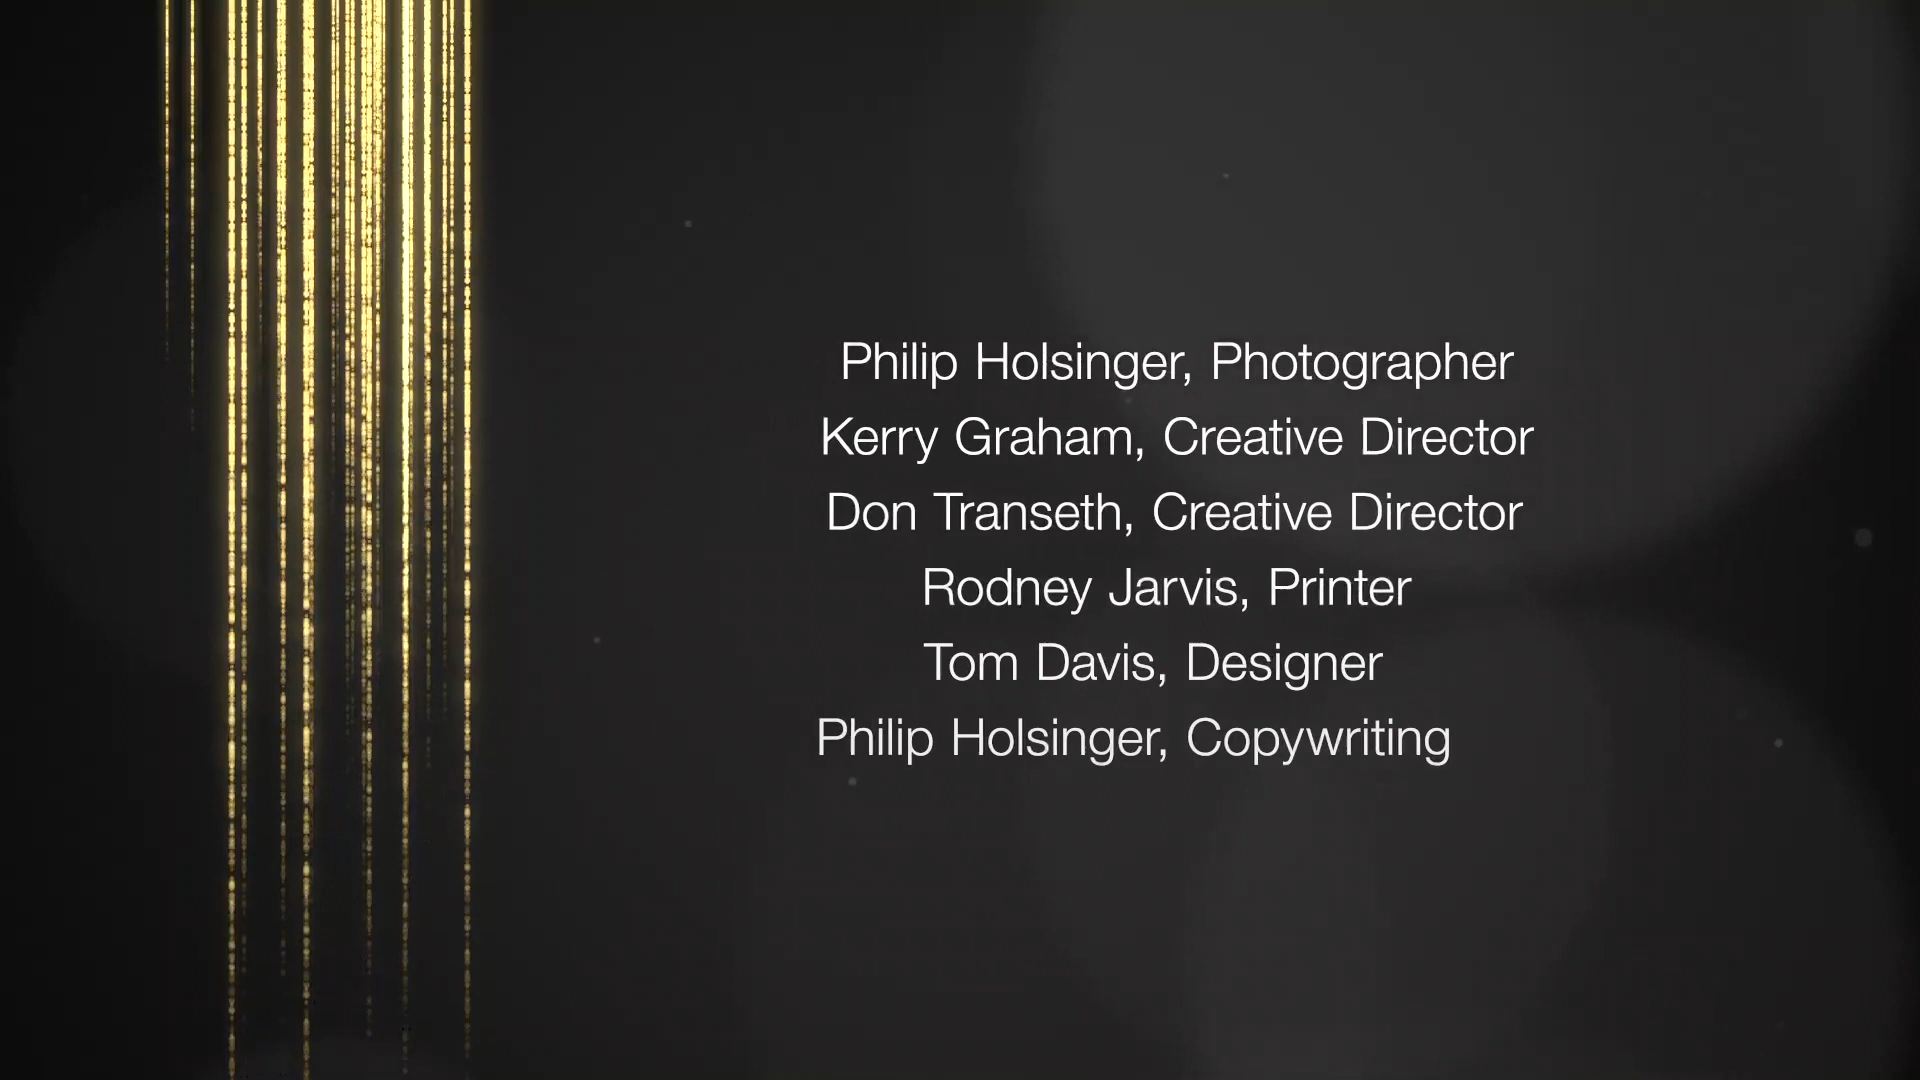 Philip Holsinger, Photographer
Kerry Graham, Creative Director
Don Transeth, Creative Director
Rodney Jarvis, Printer
Tom Davis, Designer
Philip Holsinger, Copywriting